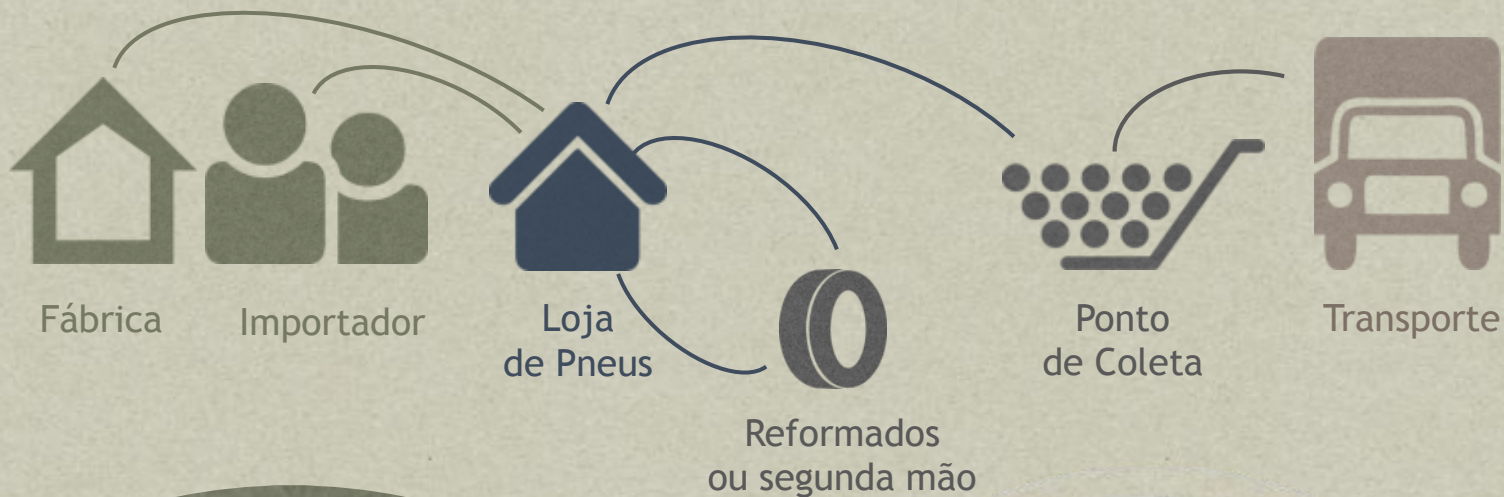 Fábrica
Importador
Loja
de Pneus
Reformados
ou segunda mão
Ponto
de Coleta
Transporte